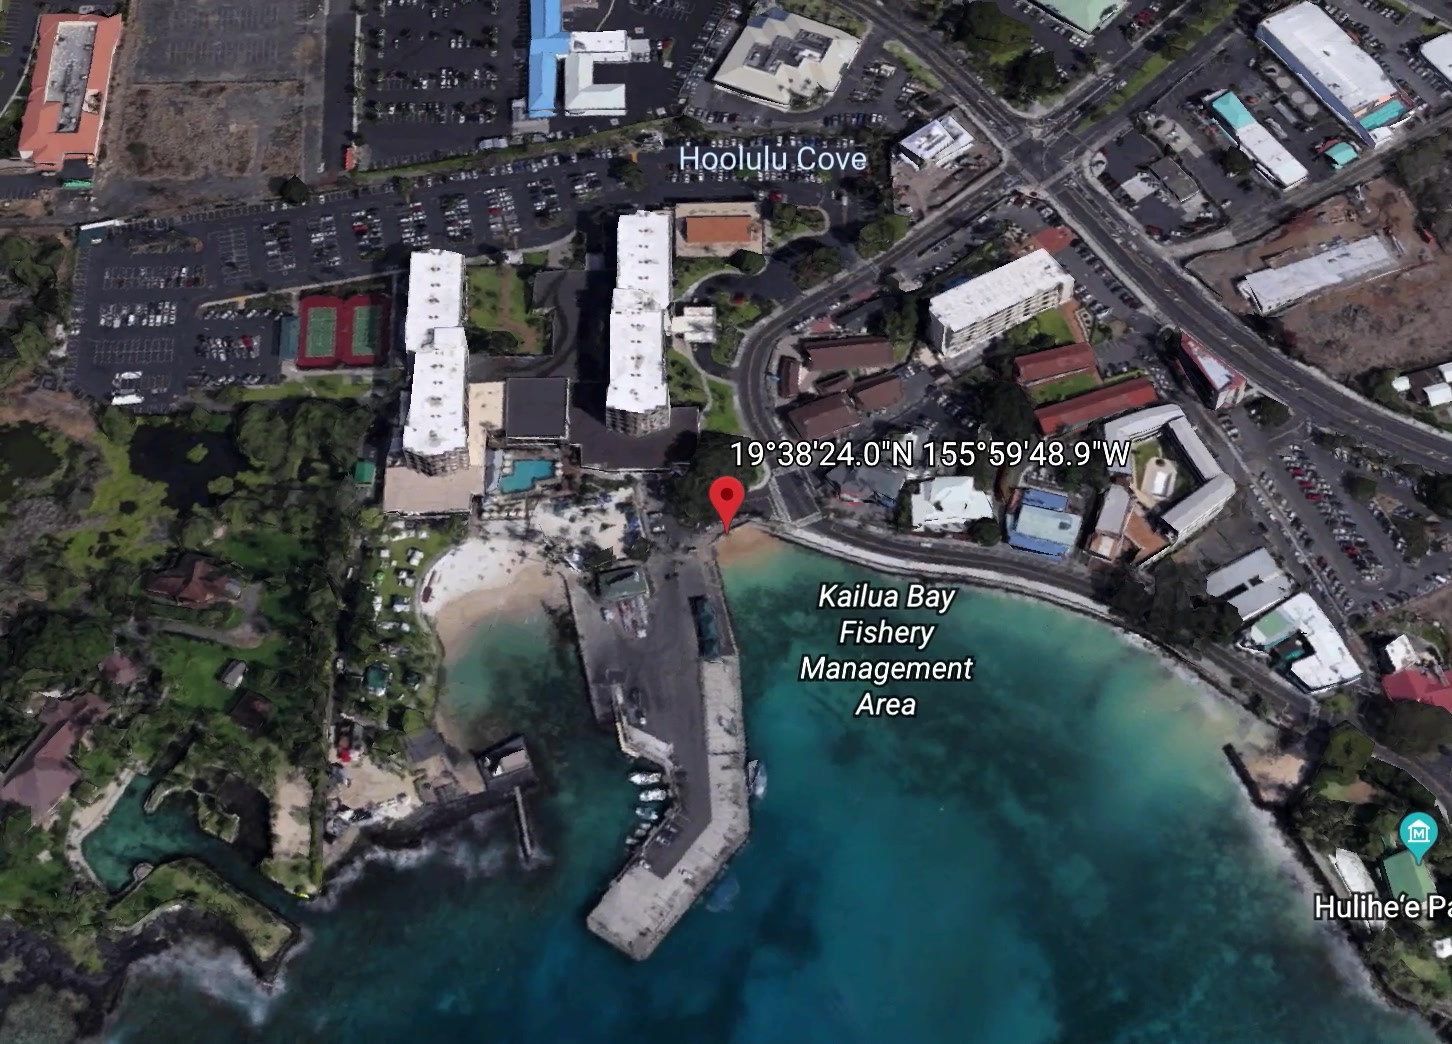 Hoolulu Cove
19°38'24.0"N 155°59'48.9"W
Kailua Bay
Fishery
Management
Area
M
Hulihe‘e Pa